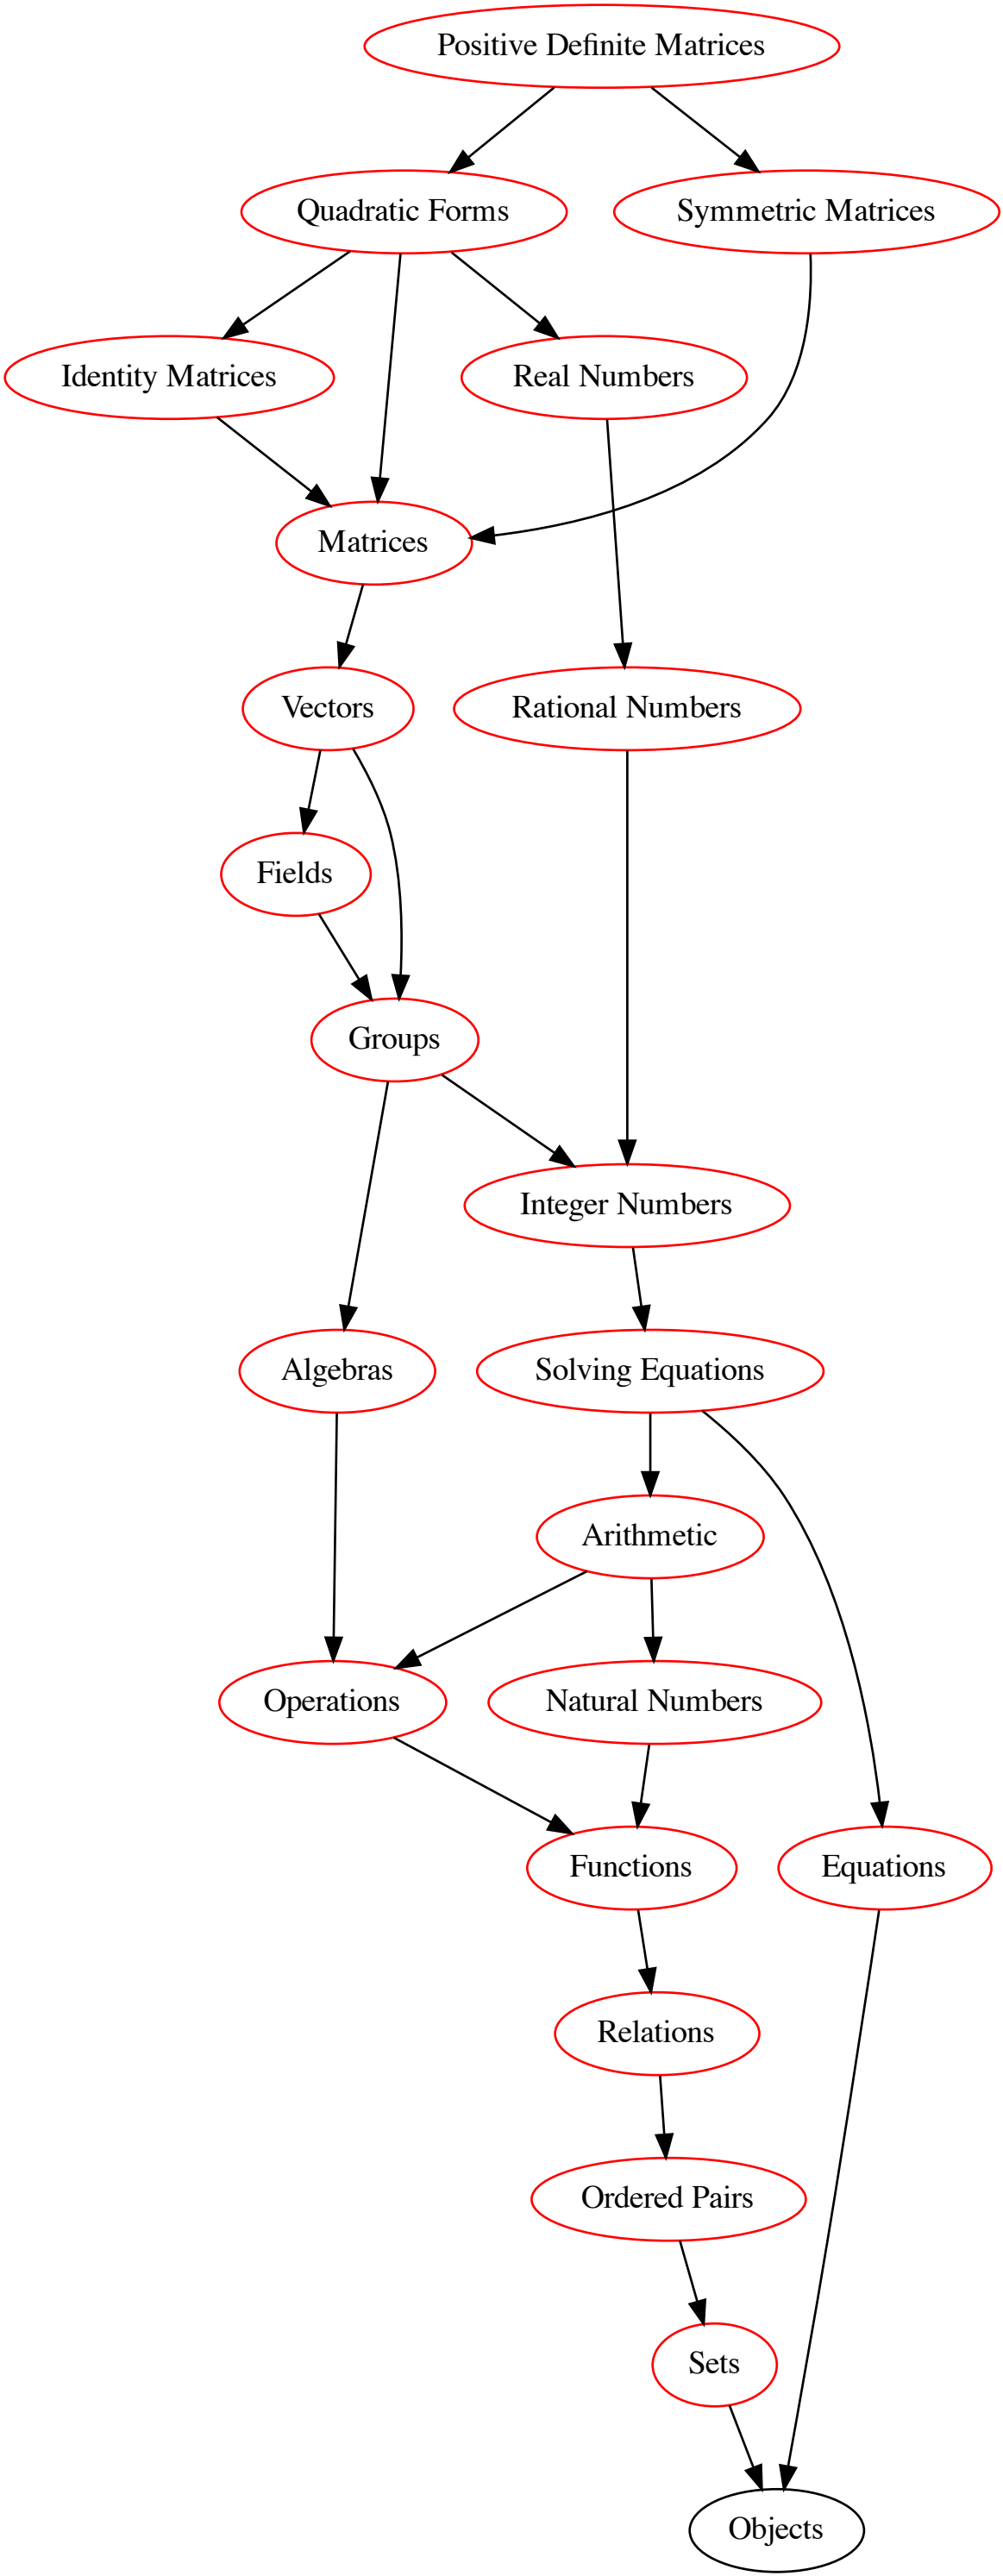 Positive Definite Matrices
Quadratic Forms
Symmetric Matrices
Identity Matrices
Real Numbers
Matrices
Vectors
Rational Numbers
Fields
Groups
Integer Numbers
Algebras
Solving Equations
Arithmetic
Operations
Natural Numbers
Functions
Equations
Relations
Ordered Pairs
Sets
Objects